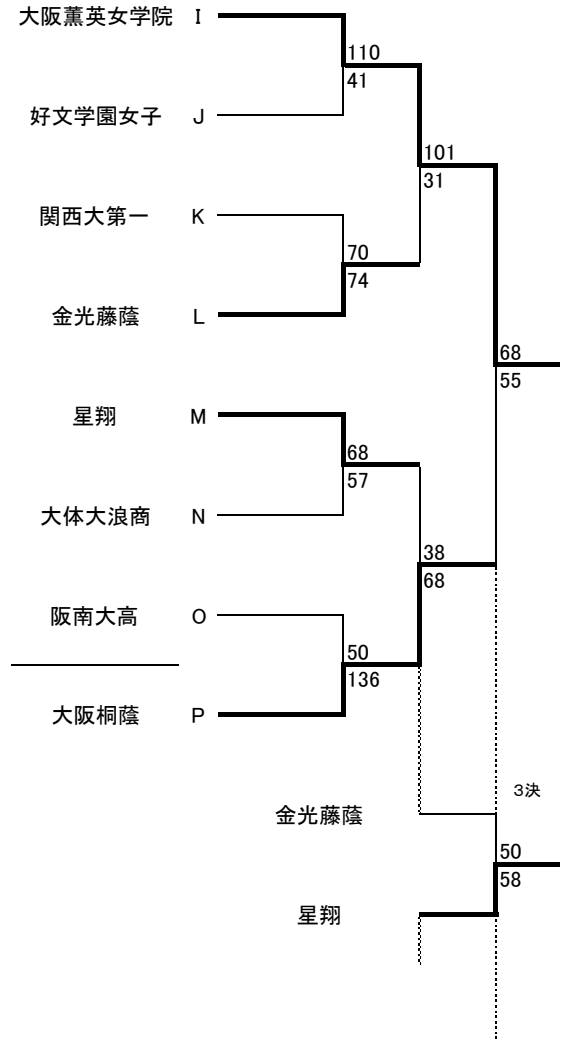 大阪薫英女学院 I
110
41
好文学園女子 J
101
31
関西大第一 K
70
74
金光藤蔭 L
68
55
星翔 M
68
57
大体大浪商 N
38
68
阪南大高 O
50
136
大阪桐蔭 P
3決
金光藤蔭
50
58
星翔